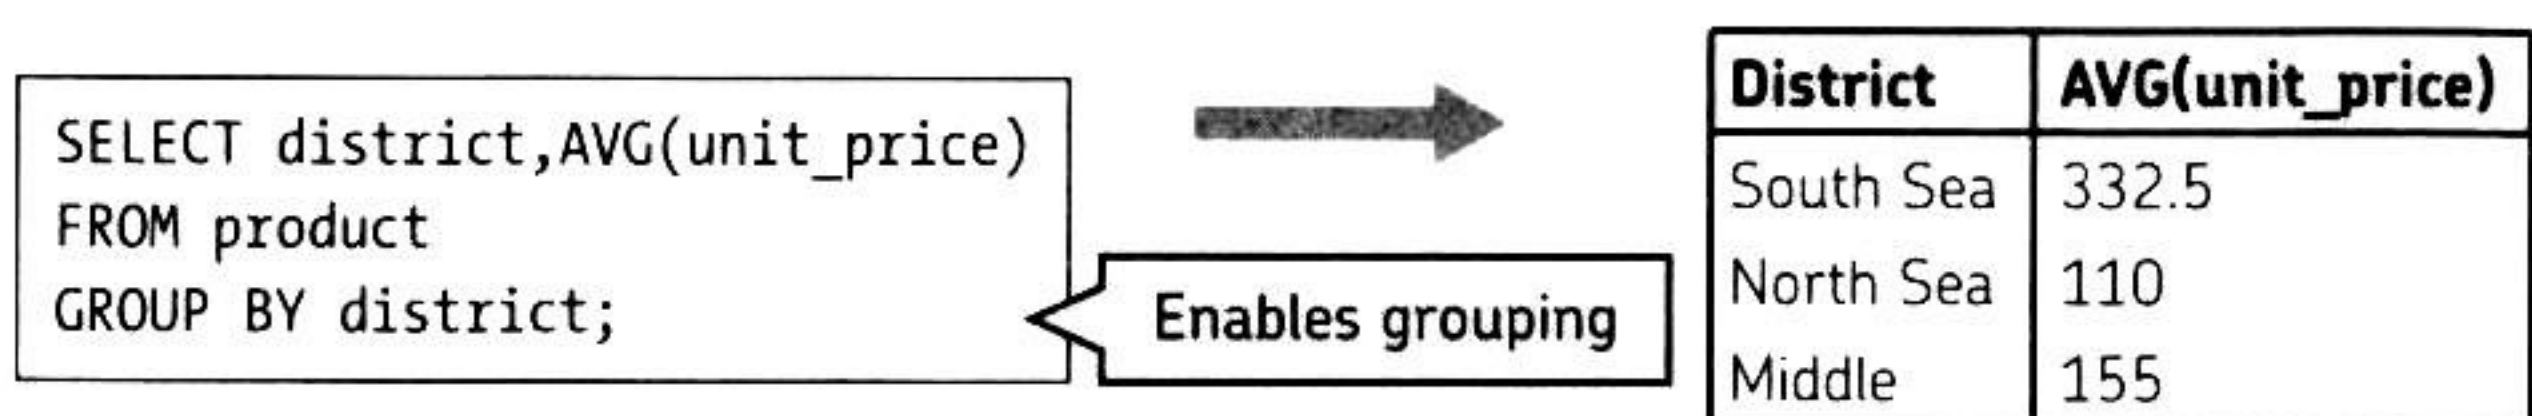 SELECT district,AVG(unit_price)
FROM product
GROUP BY district;
Enables grouping
District AVG(unit_price)
South Sea 332.5
North Sea 110
Middle 155